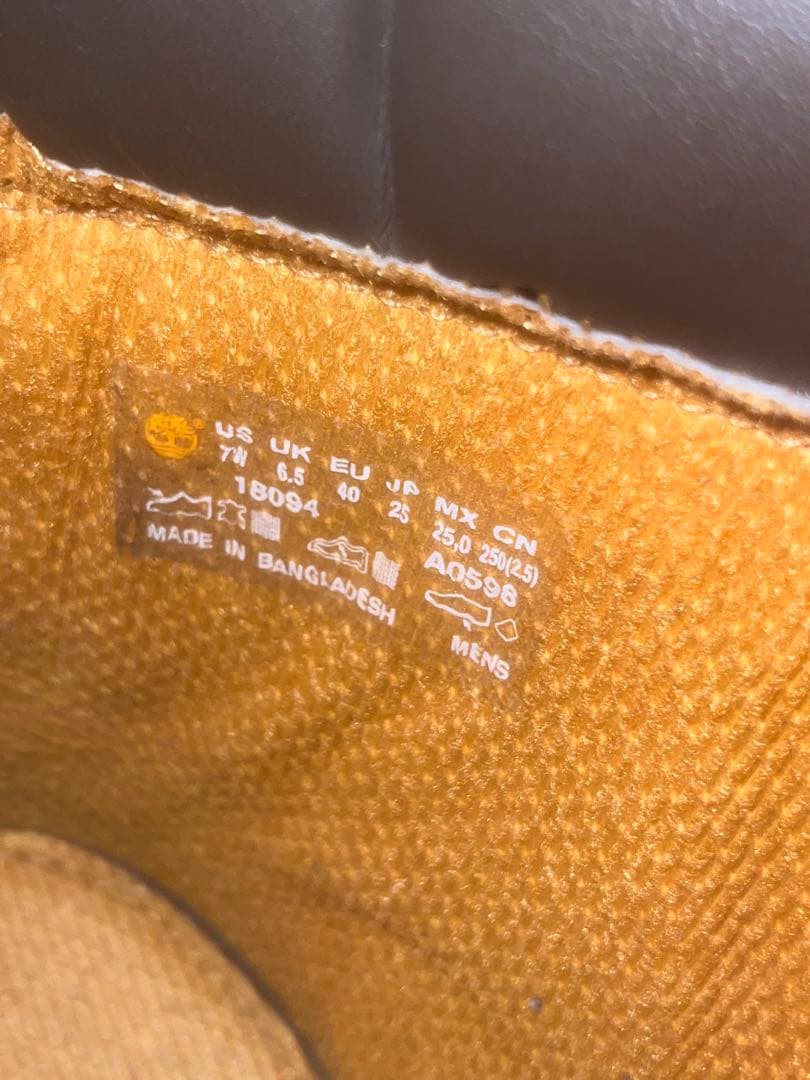 US UK EU JP MX CN
7W 6.5 40 25 25,0 250(2.5)
18094 A0598
MADE IN BANGLADESH MENS